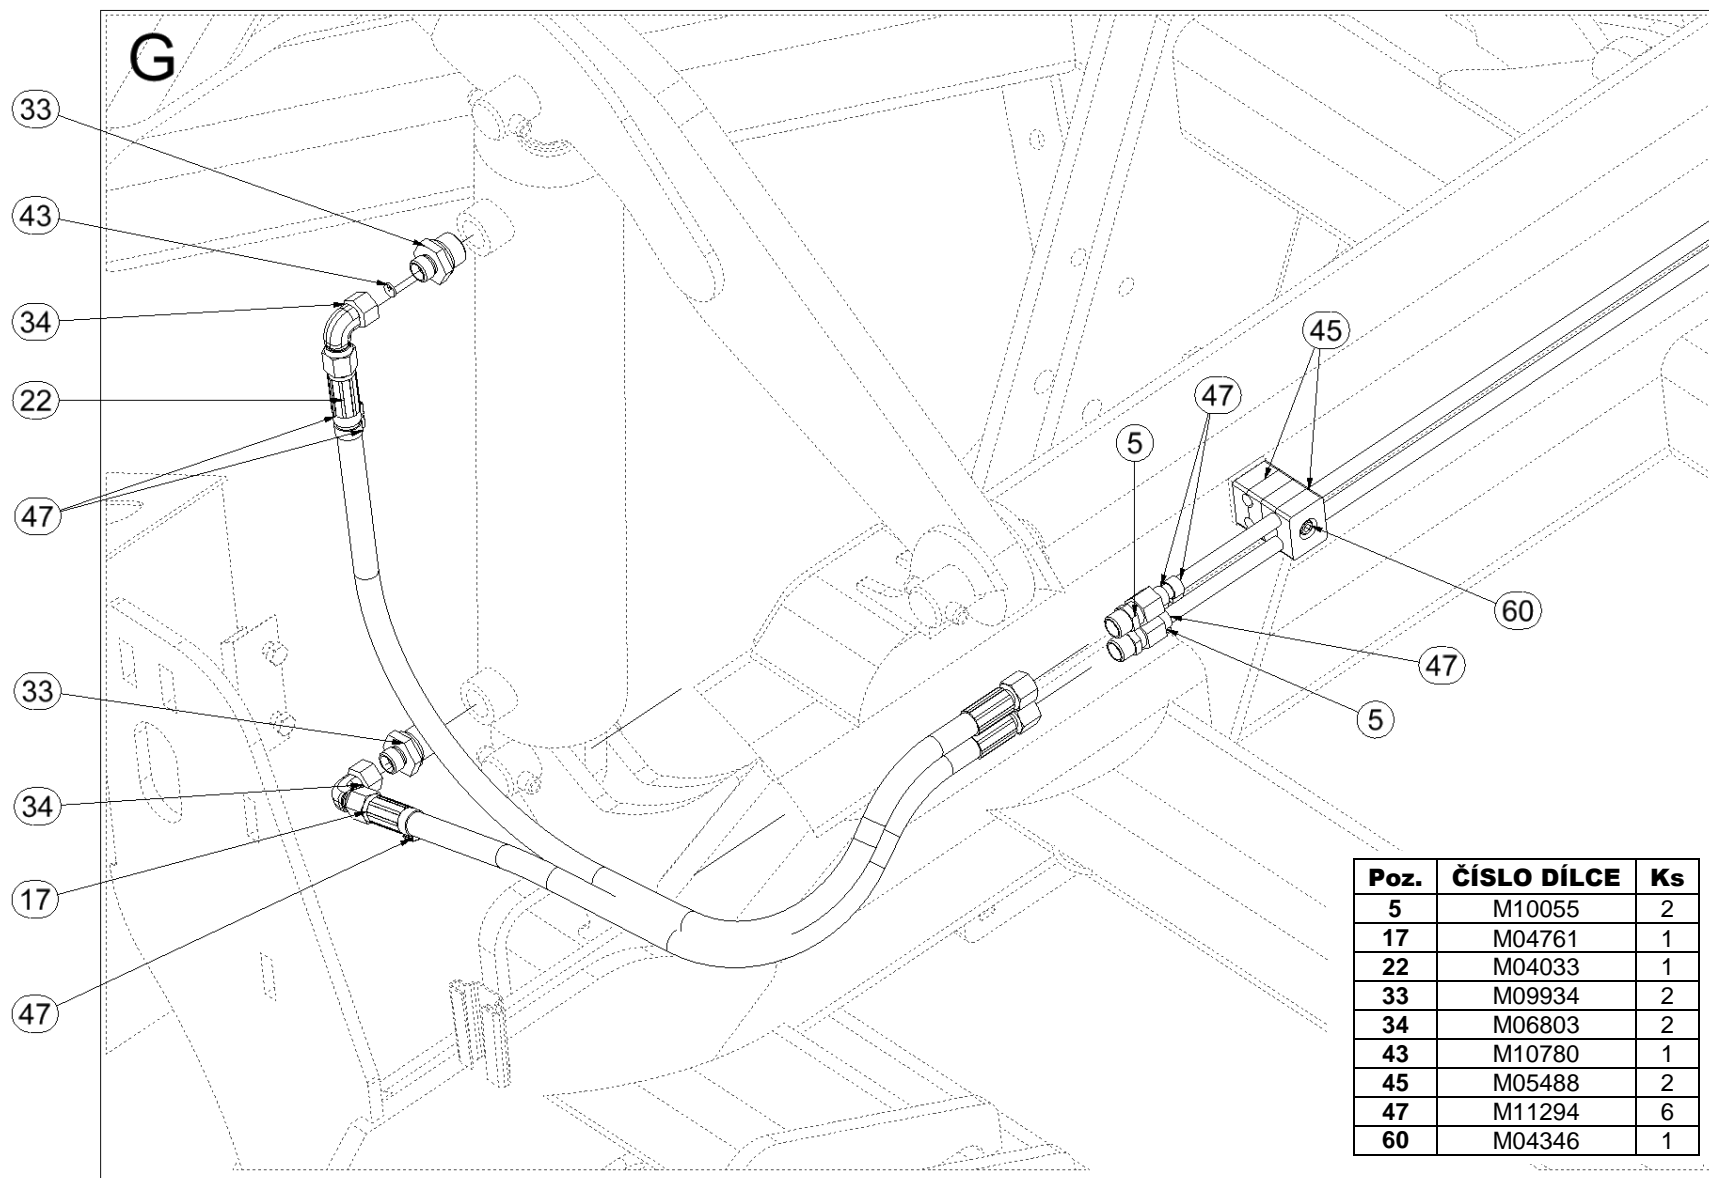 G
33
43
34
22
47
33
34
17
47
45
47
5
60
47
5
Poz. ČÍSLO DÍLCE Ks
5 M10055 2
17 M04761 1
22 M04033 1
33 M09934 2
34 M06803 2
43 M10780 1
45 M05488 2
47 M11294 6
60 M04346 1